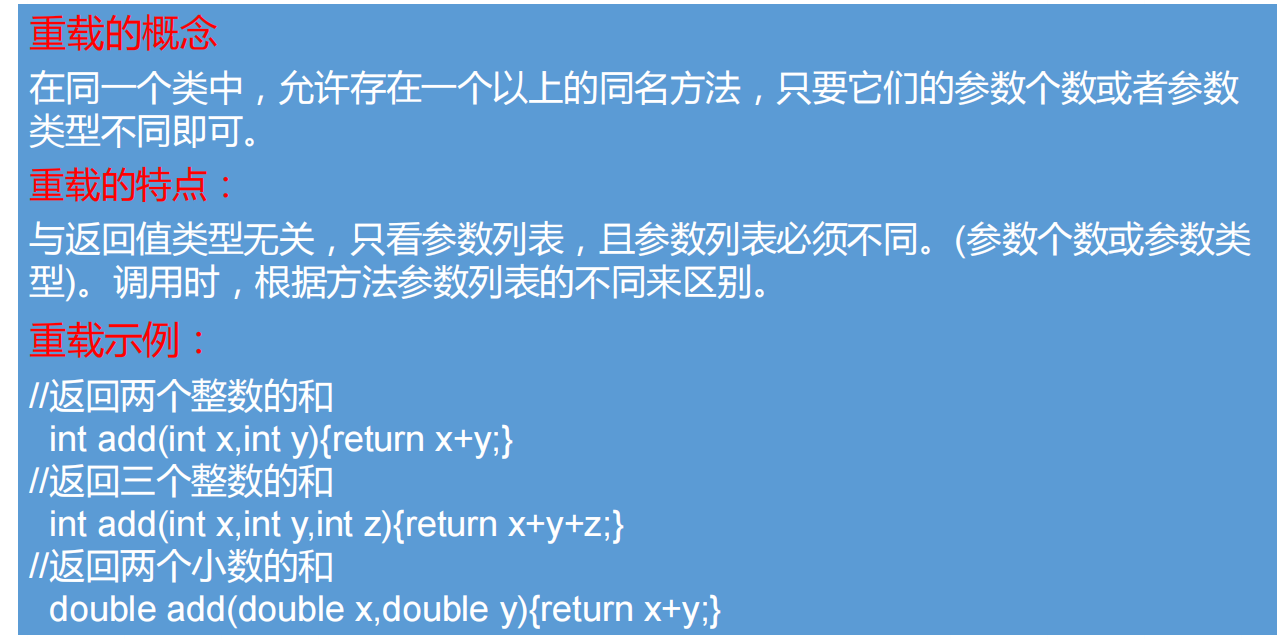 重载的概念
在同一个类中，允许存在一个以上的同名方法，只要它们的参数个数或者参数
类型不同即可。
重载的特点：
与返回值类型无关，只看参数列表，且参数列表必须不同。(参数个数或参数类
型)。调用时，根据方法参数列表的不同来区别。
重载示例：
//返回两个整数的和
int add(int x,int y){return x+y;}
//返回三个整数的和
int add(int x,int y,int z){return x+y+z;}
//返回两个小数的和
double add(double x,double y){return x+y;}